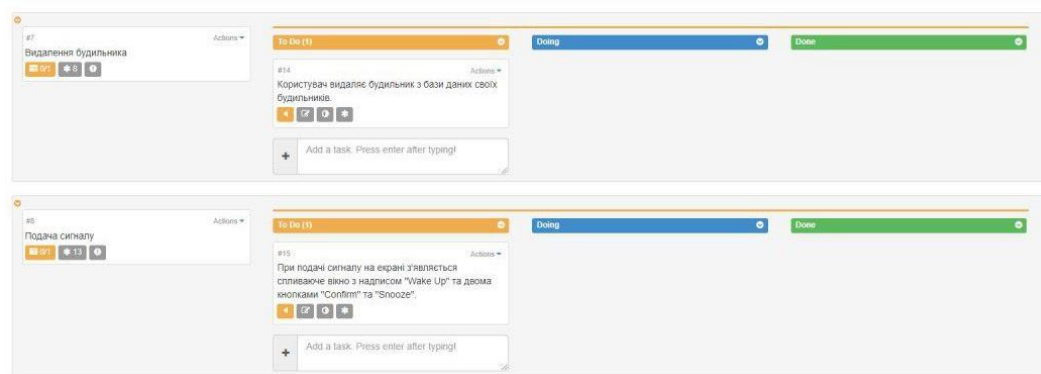 #7 Actions
Видалення будильника
0/1 8
To Do (1)
Doing
Done
#14 Actions
Користувач видаляє будильник з бази даних своїх
будильників.
Add a task. Press enter after typing!
Actions
Подача сигналу
0/1 13
To Do (1)
Doing
Done
#15 Actions
При подачі сигналу на екрані з'являється
спливаюче вікно з надписом "Wake Up" та двома
кнопками "Confirm" та "Snooze".
Add a task. Press enter after typing!